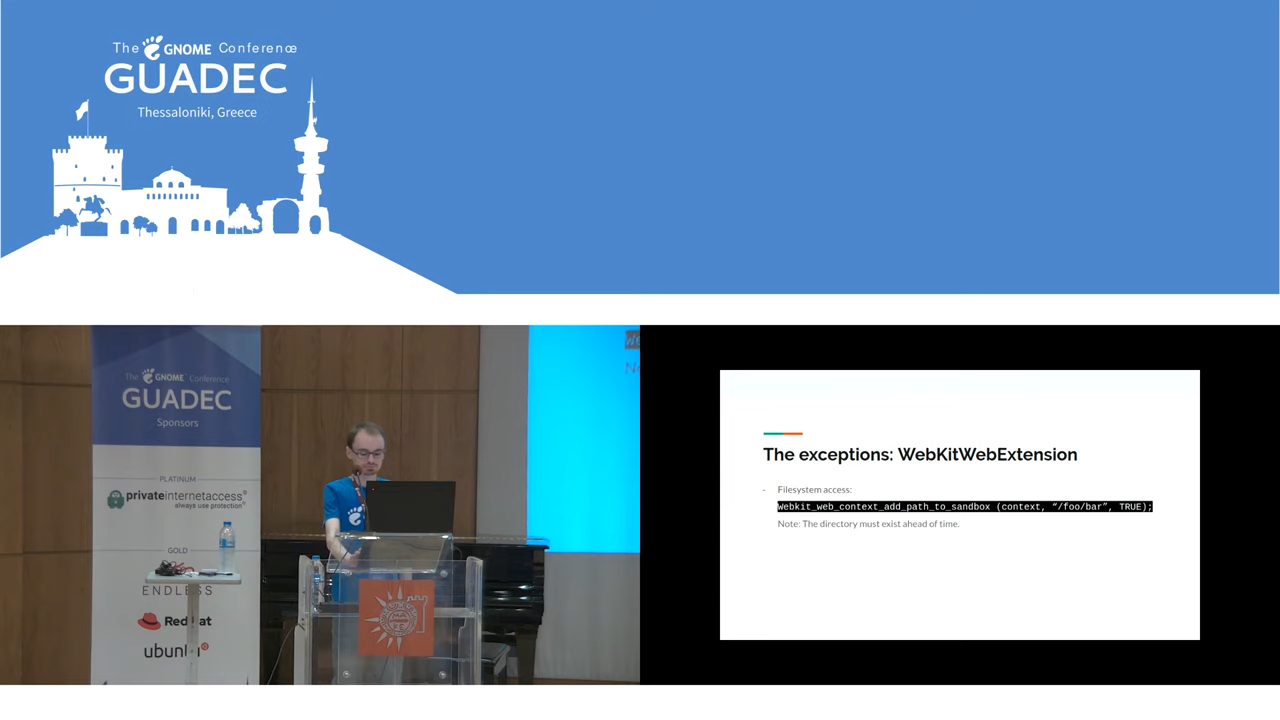 The GNOME Conference
GUADEC
Thessaloniki, Greece
The GNOME Conference
GUADEC
Sponsors
PLATINUM
privateinternetaccess®
always use protection®
GOLD
ENDLESS
Red Hat
ubuntu
The exceptions: WebKitWebExtension
- Filesystem access:
Webkit_web_context_add_path_to_sandbox (context, “/foo/bar”, TRUE);
Note: The directory must exist ahead of time.